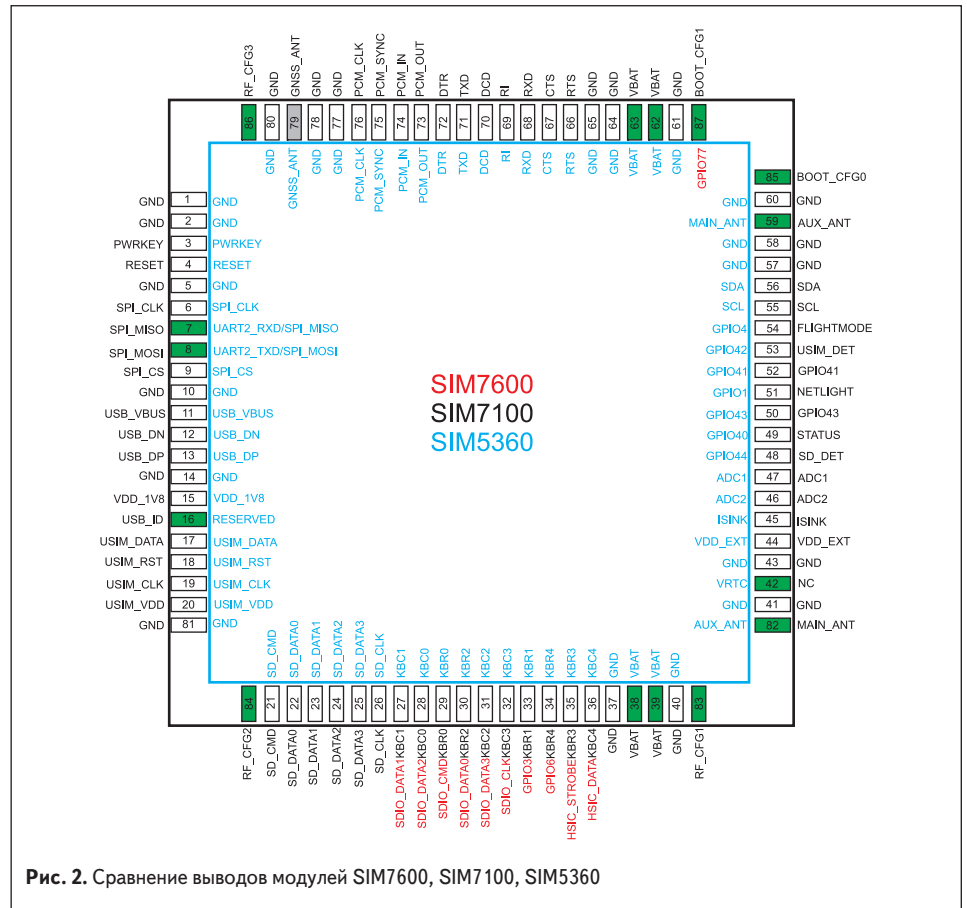 RF_CFG3 GND GNSS_ANT GND GND PCM_CLK PCM_SYNC PCM_IN PCM_OUT DTR TXD DCD RI RXD CTS RTS GND GND VBAT VBAT GND BOOT_CFG1
86 80 79 78 77 76 75 74 73 72 71 70 69 68 67 66 65 64 63 62 61 87
GND GNSS_ANT GND GND PCM_CLK PCM_SYNC PCM_IN PCM_OUT DTR TXD DCD RI RXD CTS RTS GND GND VBAT VBAT GND GPIO77
85 BOOT_CFG0
GND 1 GND
GND 60 GND
GND 2 GND
MAIN_ANT 59 AUX_ANT
PWRKEY 3 PWRKEY
GND 58 GND
RESET 4 RESET
GND 57 GND
GND 5 GND
SDA 56 SDA
SPI_CLK 6 SPI_CLK
SCL 55 SCL
SPI_MISO 7 UART2_RXD/SPI_MISO
GPIO4 54 FLIGHTMODE
SPI_MOSI 8 UART2_TXD/SPI_MOSI
GPIO42 53 USIM_DET
SPI_CS 9 SPI_CS
GPIO41 52 GPIO41
GND 10 GND
GPIO1 51 NETLIGHT
USB_VBUS 11 USB_VBUS
GPIO43 50 GPIO43
USB_DN 12 USB_DN
GPIO40 49 STATUS
USB_DP 13 USB_DP
GPIO44 48 SD_DET
GND 14 GND
ADC1 47 ADC1
VDD_1V8 15 VDD_1V8
ADC2 46 ADC2
USB_ID 16 RESERVED
ISINK 45 ISINK
USIM_DATA 17 USIM_DATA
VDD_EXT 44 VDD_EXT
USIM_RST 18 USIM_RST
GND 43 GND
USIM_CLK 19 USIM_CLK
VRTC 42 NC
USIM_VDD 20 USIM_VDD
GND 41 GND
GND 81 GND
AUX_ANT 82 MAIN_ANT
SIM7600
SIM7100
SIM5360
SD_CMD SD_DATA0 SD_DATA1 SD_DATA2 SD_DATA3 SD_CLK KBC1 KBC0 KBR0 KBR2 KBC2 KBC3 KBR1 KBR4 KBR3 KBC4 GND VBAT VBAT GND
84 21 22 23 24 25 26 27 28 29 30 31 32 33 34 35 36 37 38 39 40 83
RF_CFG2 SD_CMD SD_DATA0 SD_DATA1 SD_DATA2 SD_DATA3 SD_CLK SDIO_DATA1KBC1 SDIO_DATA2KBC0 SDIO_CMDKBR0 SDIO_DATA0KBR2 SDIO_DATA3KBC2 SDIO_CLKKBC3 GPIO3KBR1 GPIO6KBR4 HSIC_STROBEKBR3 HSIC_DATAKBC4 GND VBAT VBAT GND RF_CFG1
Рис. 2. Сравнение выводов модулей SIM7600, SIM7100, SIM5360